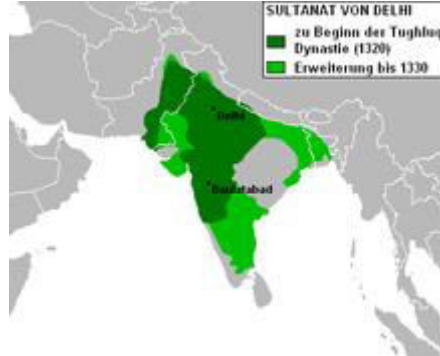 SULTANAT VON DELHI
zu Beginn der Tughluq
Dynastie (1320)
Erweiterung bis 1330
Delhi
Daulatabad